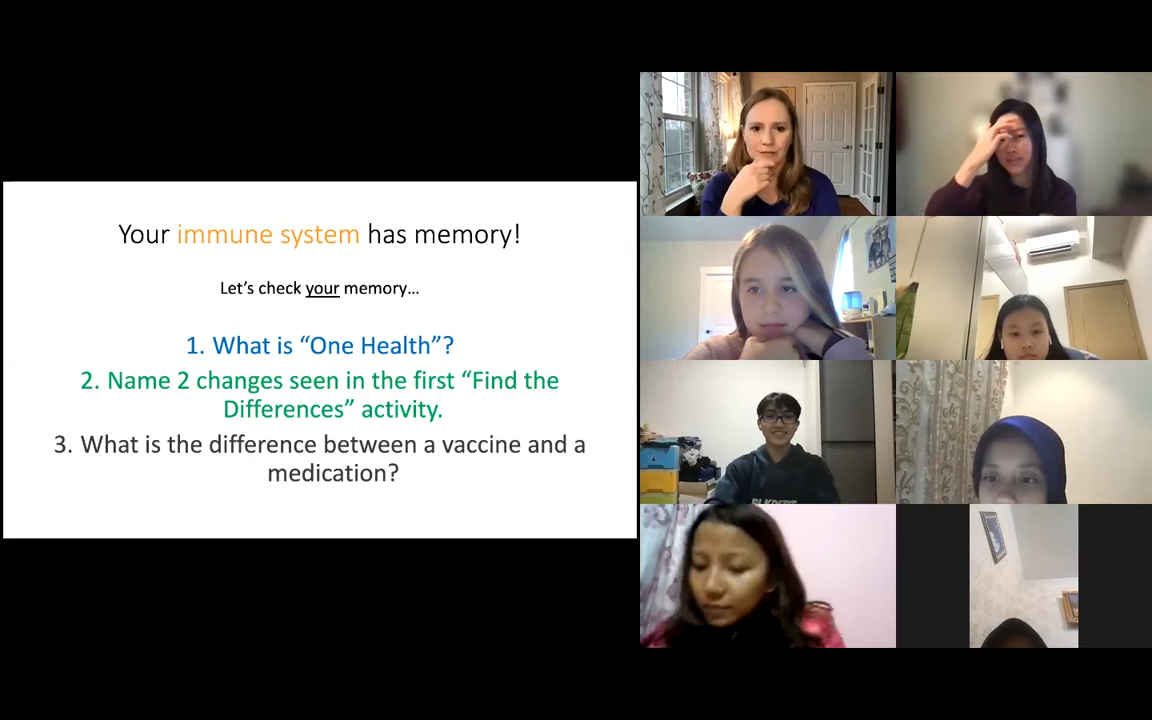 Your immune system has memory!
Let’s check your memory…
1. What is “One Health”?
2. Name 2 changes seen in the first “Find the
Differences” activity.
3. What is the difference between a vaccine and a
medication?